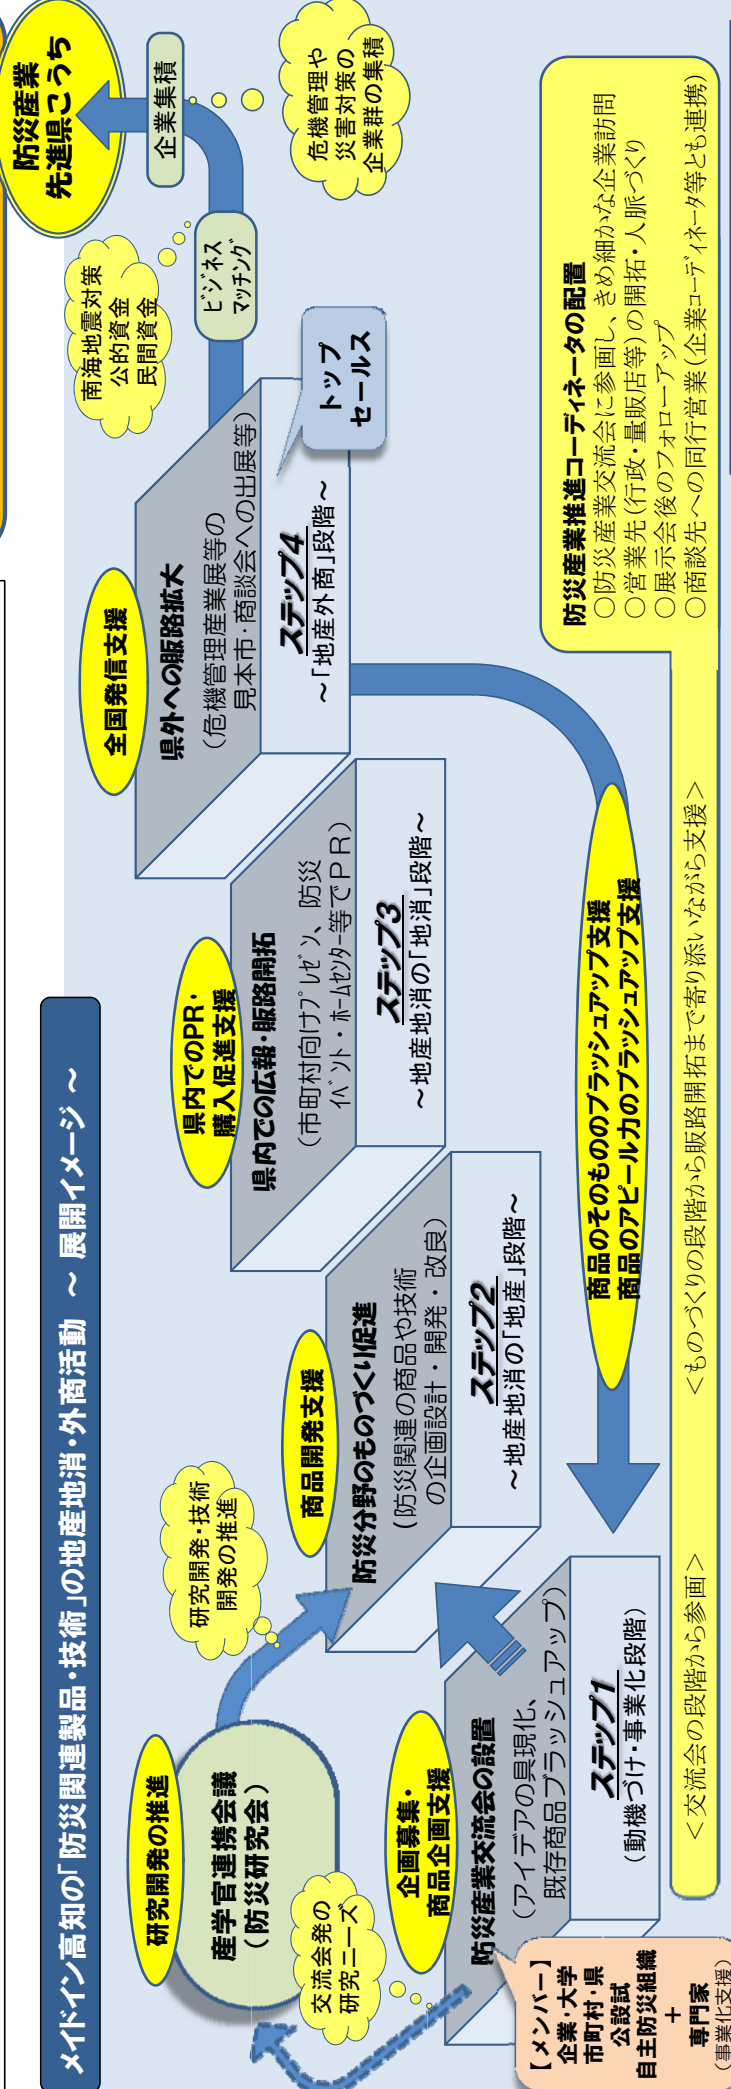 メイドイン高知の「防災関連製品・技術」の地産地消・外商活動　～ 展開イメージ ～
研究開発の推進
産学官連携会議
（防災研究会）
研究開発・技術
開発の推進
交流会発の
研究ニーズ
企画募集・
商品企画支援
防災産業交流会の設置
（アイデアの具現化、
既存商品ブラッシュアップ）
ステップ1
（動機づけ・事業化段階）
【メンバー】
企業・大学
市町村・県
公設試
自主防災組織
＋
専門家
（事業化支援）
商品開発支援
防災分野のものづくり促進
（防災関連の商品や技術
の企画設計・開発・改良）
ステップ2
～地産地消の「地産」段階～
県内でのPR・
購入促進支援
県内での広報・販路開拓
（市町村向けプレゼン、防災
イベント・ホームセンター等でＰＲ）
ステップ3
～地産地消の「地消」段階～
全国発信支援
県外への販路拡大
（危機管理産業展等の
見本市・商談会への出展等）
ステップ4
～「地産外商」段階～
トップ
セールス
南海地震対策
公的資金
民間資金
ビジネス
マッチング
企業集積
危機管理や
災害対策の
企業群の集積
防災産業
先進県こうち
商品のそのもののブラッシュアップ支援
商品のアピール力のブラッシュアップ支援
防災産業推進コーディネータの配置
○防災産業交流会に参画し、きめ細かな企業訪問
○営業先（行政・量販店等）の開拓・人脈づくり
○展示会後のフォローアップ
○商談先への同行営業（企業コーディネータ等とも連携）
＜交流会の段階から参画＞
＜ものづくりの段階から販路開拓まで寄り添いながら支援＞